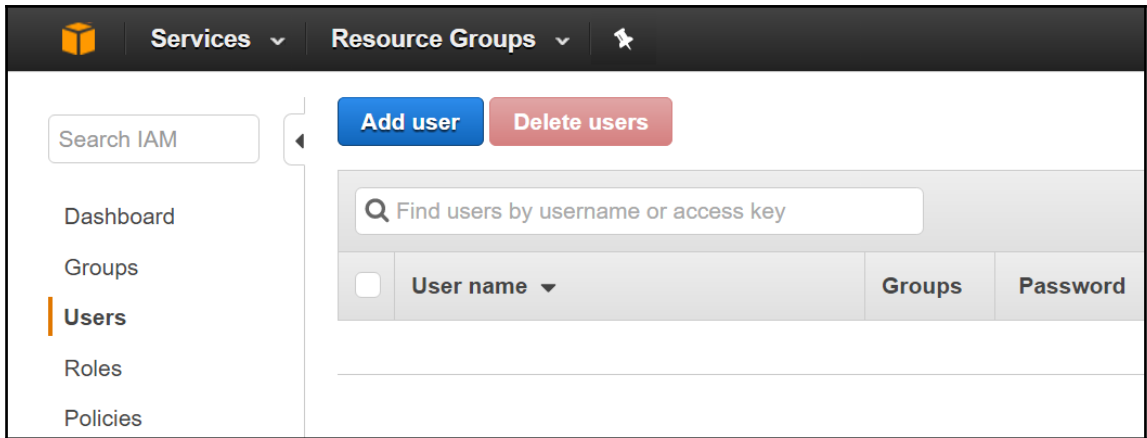 Services Resource Groups
Search IAM
Dashboard
Groups
Users
Roles
Policies
Add user Delete users
Find users by username or access key
User name Groups Password